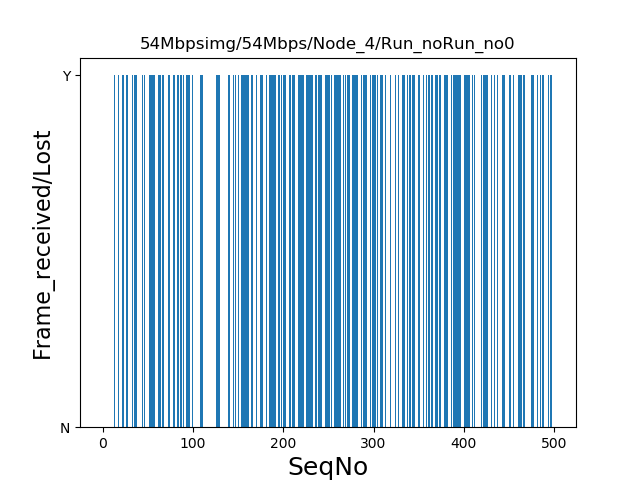 54Mbpsimg/54Mbps/Node_4/Run_noRun_no0
Y
Frame_received/Lost
N
0 100 200 300 400 500
SeqNo